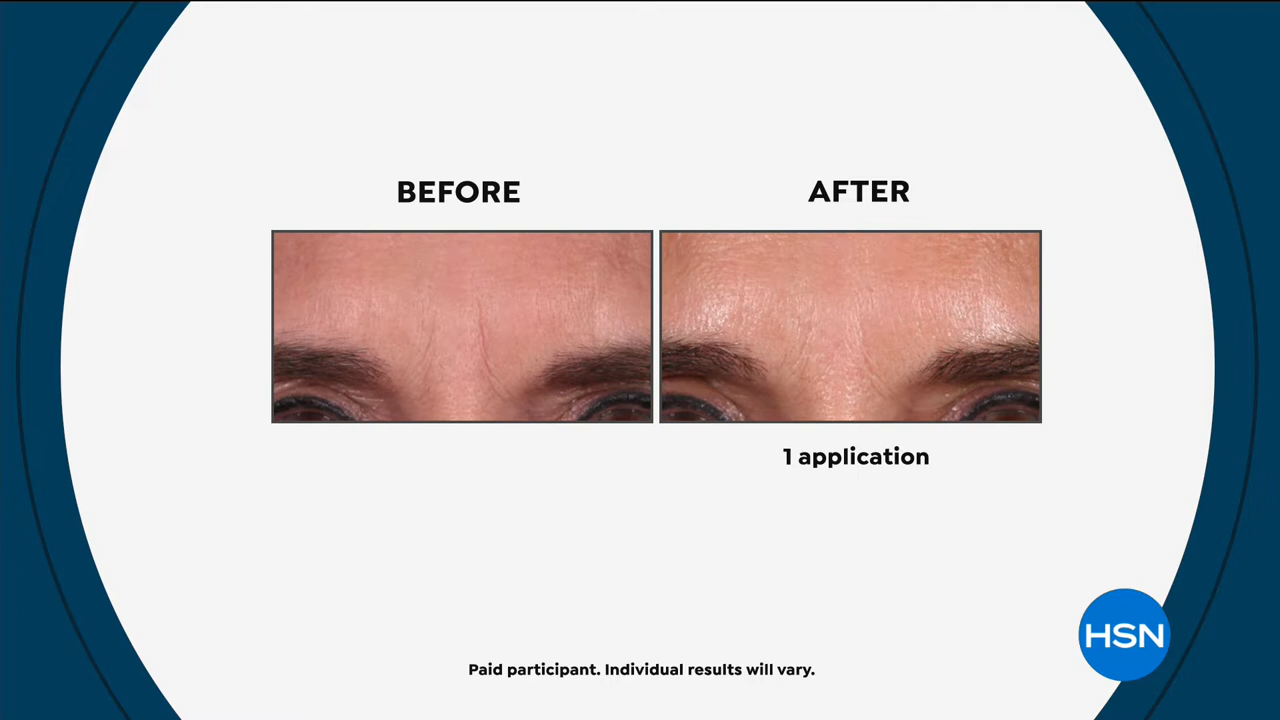 BEFORE
AFTER
1 application
HSN
Paid participant. Individual results will vary.